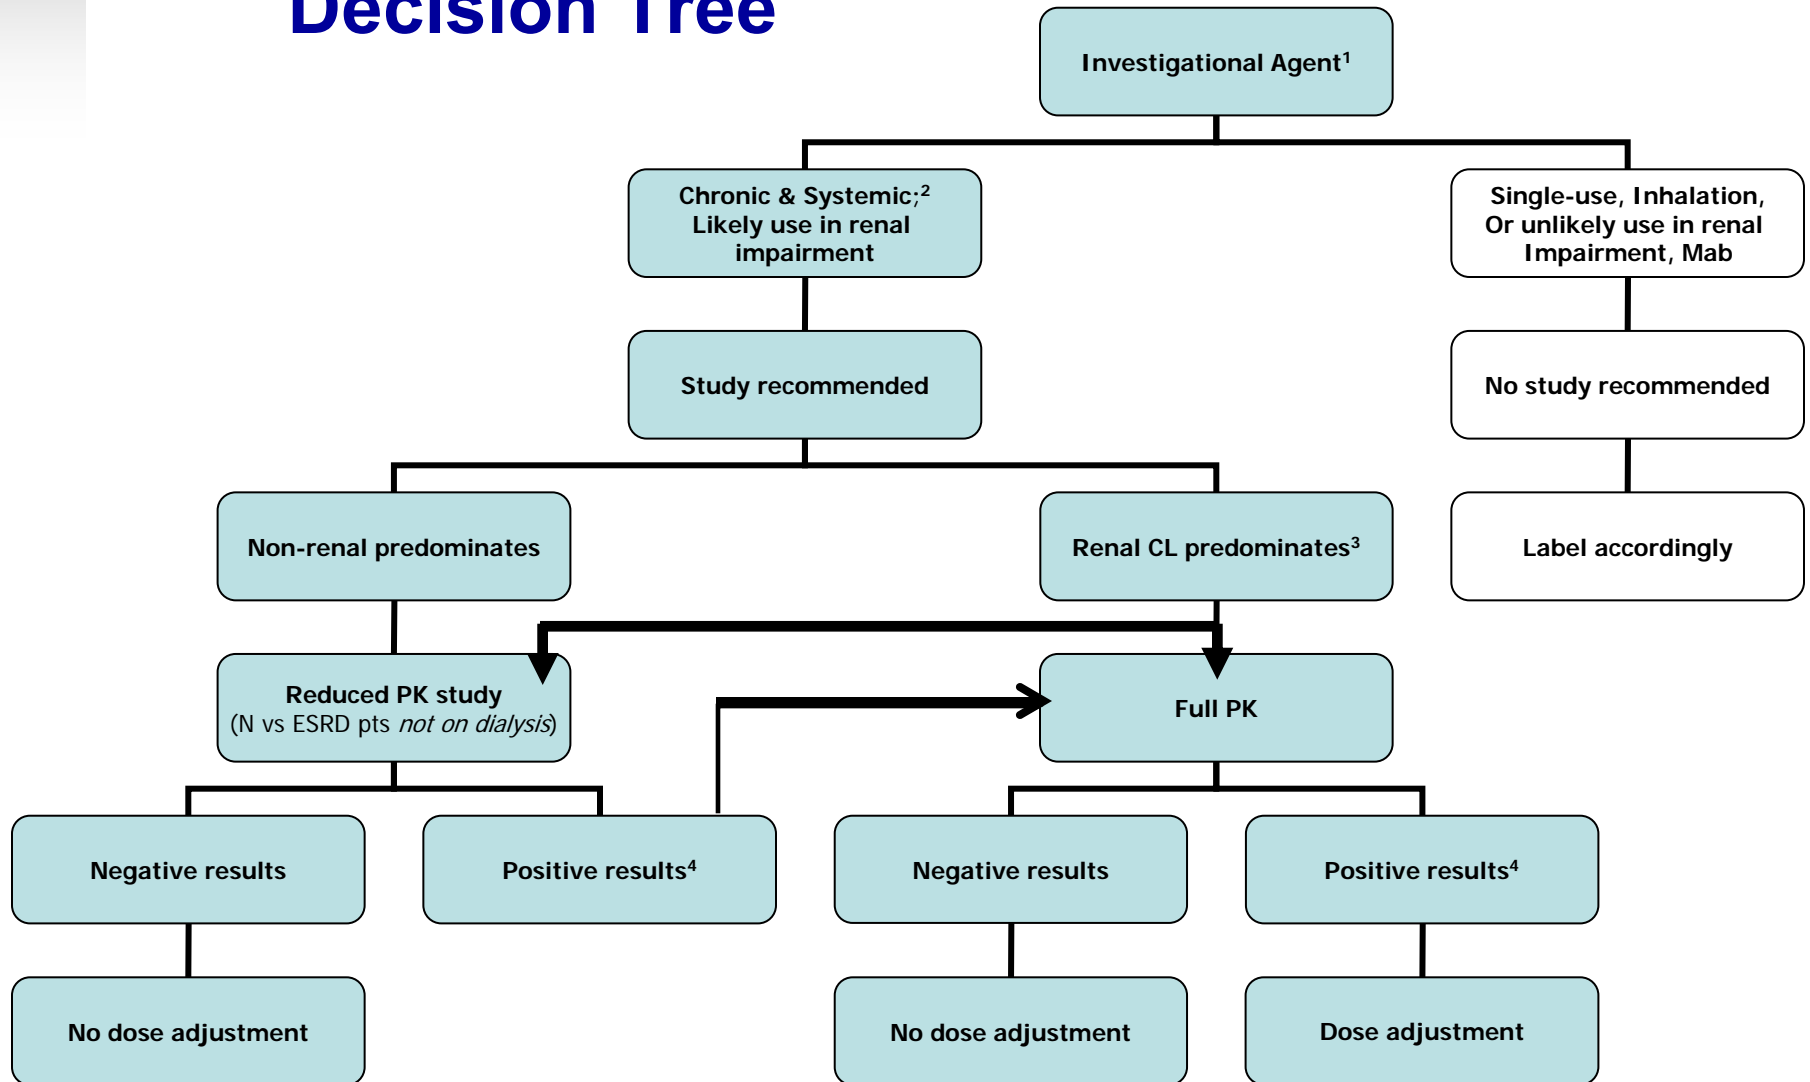 Decision Tree
Investigational Agent¹
Chronic & Systemic;²
Likely use in renal
impairment
Single-use, Inhalation,
Or unlikely use in renal
Impairment, Mab
Study recommended
No study recommended
Non-renal predominates
Renal CL predominates³
Label accordingly
Reduced PK study
(N vs ESRD pts not on dialysis)
Full PK
Negative results
Positive results⁴
Negative results
Positive results⁴
No dose adjustment
No dose adjustment
Dose adjustment